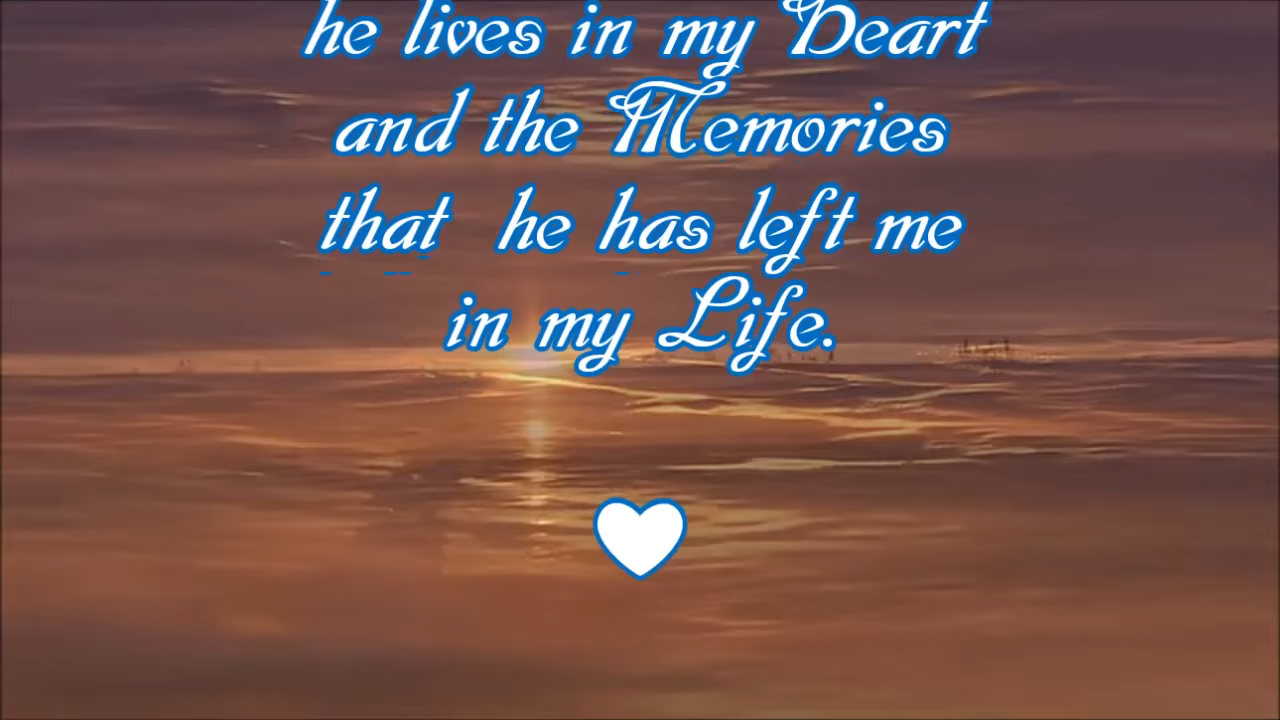 he lives in my Heart
and the Memories
that he has left me
in my Life.